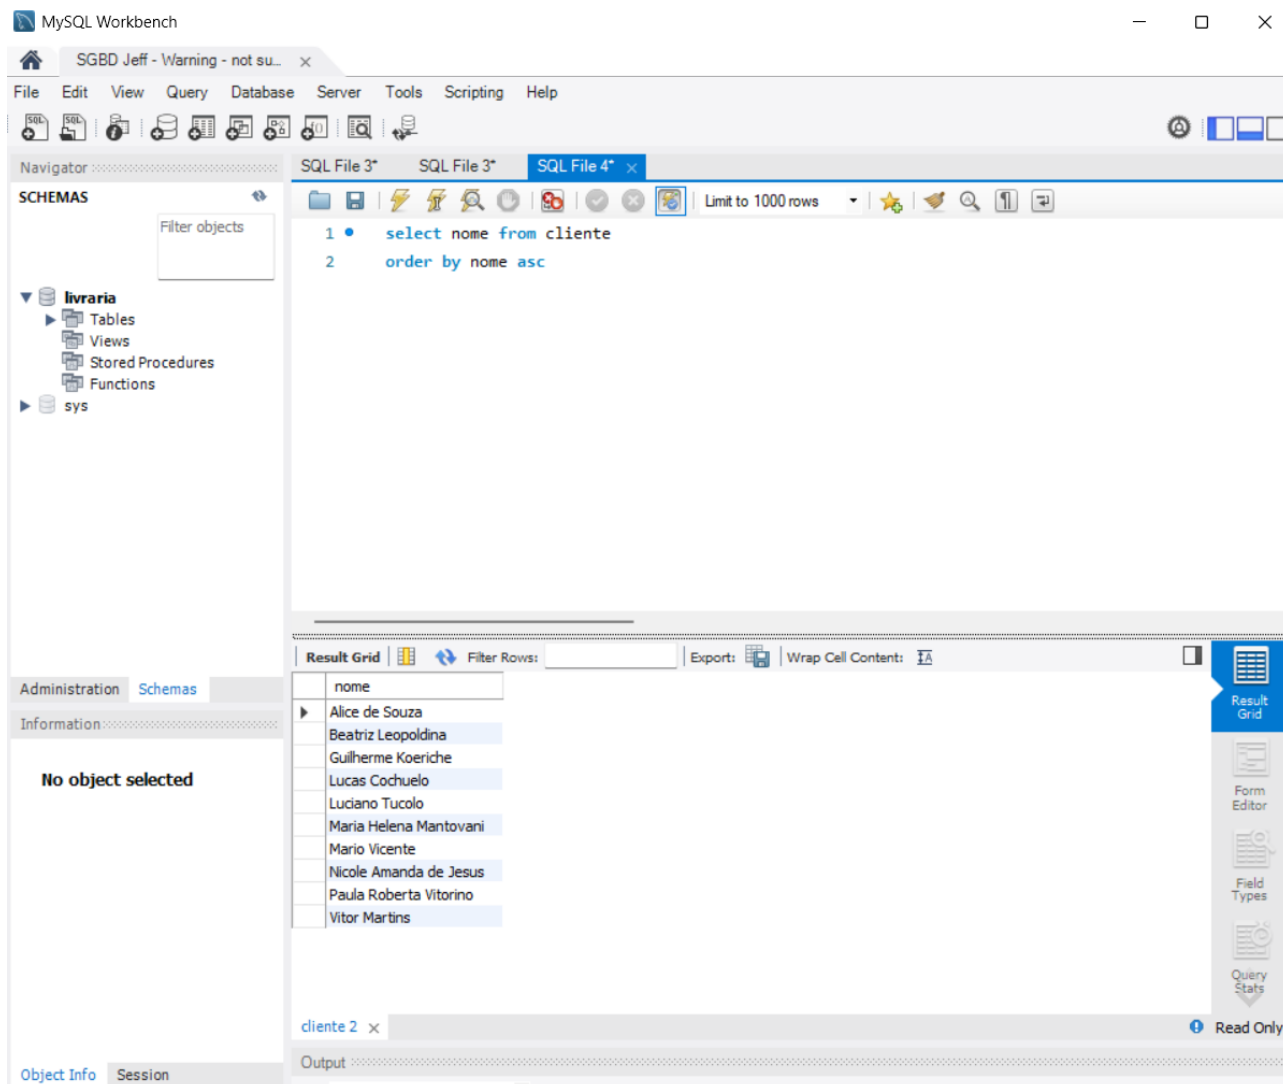 MySQL Workbench
SGBD Jeff - Warning - not su...
File Edit View Query Database Server Tools Scripting Help
Navigator
SCHEMAS
Filter objects
livraria
Tables
Views
Stored Procedures
Functions
sys
Administration Schemas
Information
No object selected
Object Info Session
SQL File 3* SQL File 3* SQL File 4*
Limit to 1000 rows
1 select nome from cliente
2 order by nome asc
Result Grid Filter Rows: Export: Wrap Cell Content:
nome
Alice de Souza
Beatriz Leopoldina
Guilherme Koeriche
Lucas Cochuelo
Luciano Tucolo
Maria Helena Mantovani
Mario Vicente
Nicole Amanda de Jesus
Paula Roberta Vitorino
Vitor Martins
Result
Grid
Form
Editor
Field
Types
Query
Stats
cliente 2
Read Only
Output